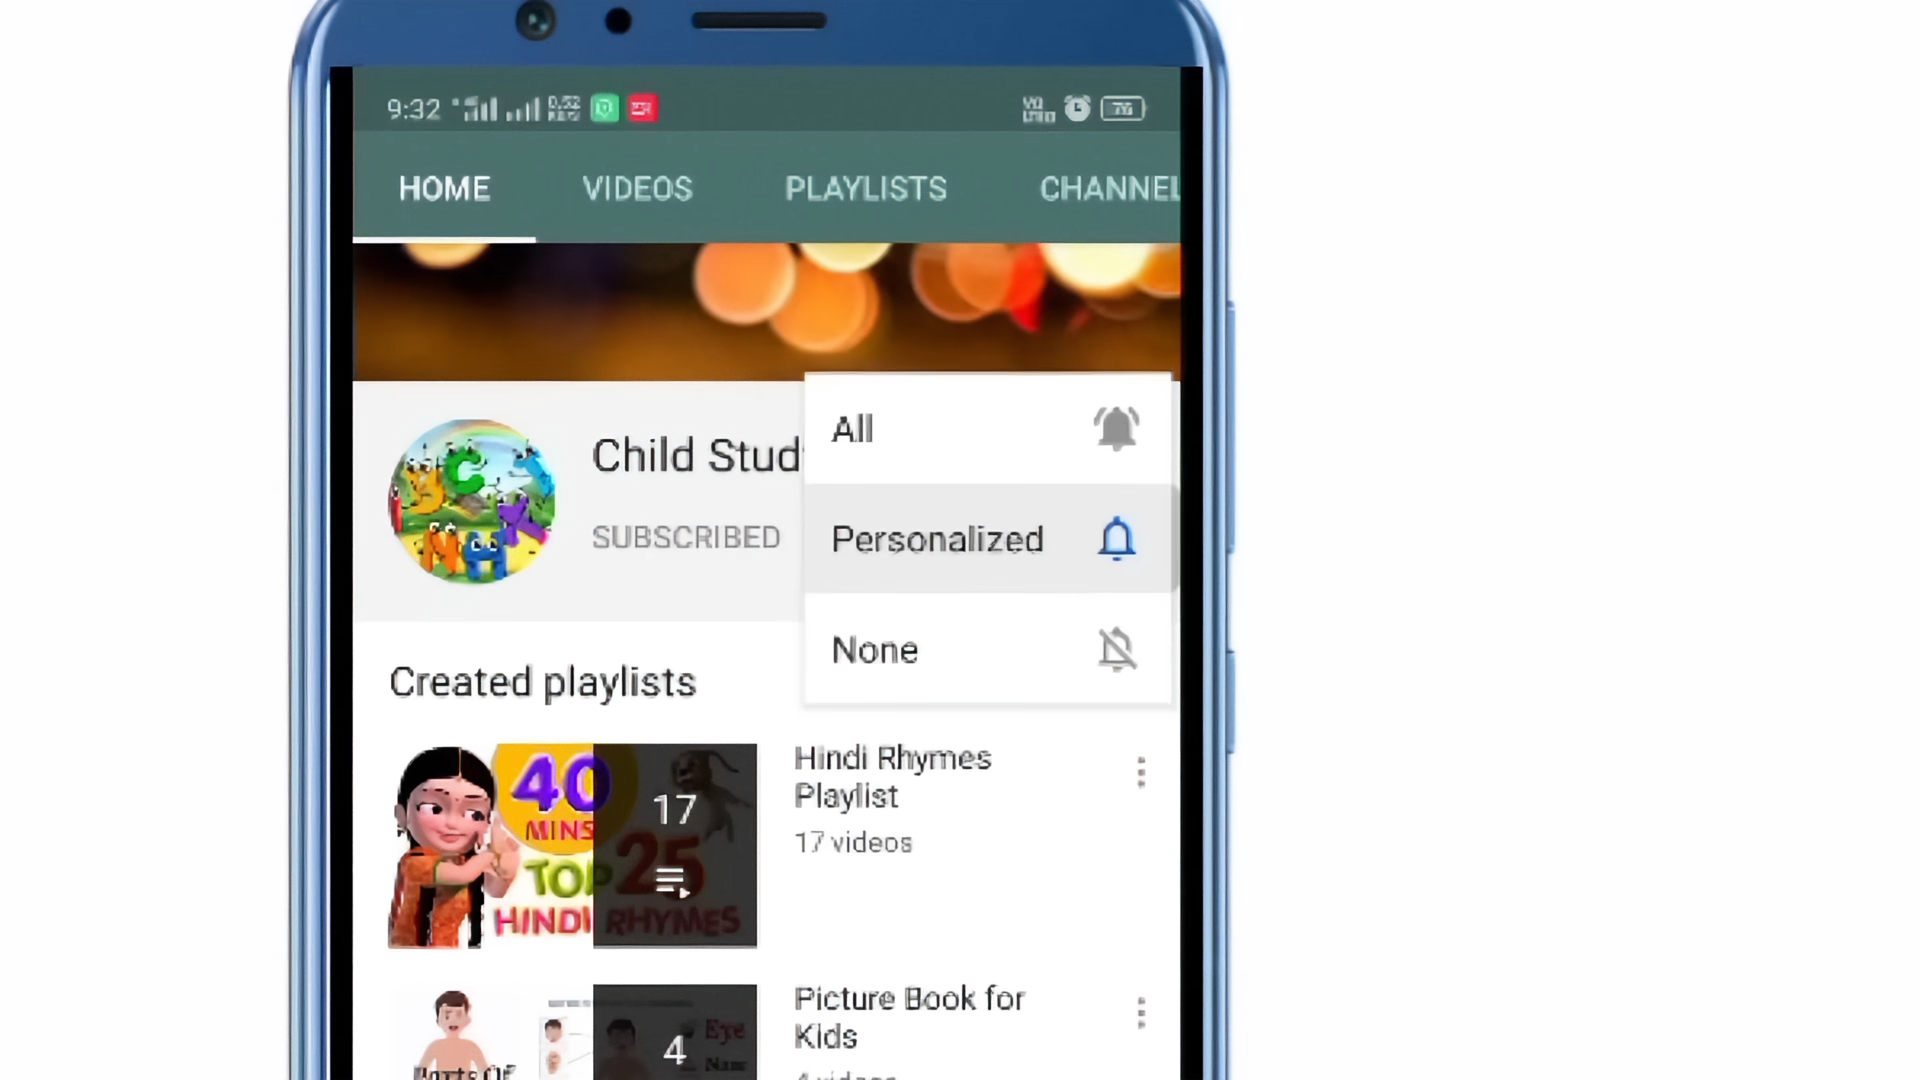 9:32
HOME VIDEOS PLAYLISTS CHANNEL
Child Stud
SUBSCRIBED
All
Personalized
None
Created playlists
40
MINS
TOP 25
HINDI RHYMES
17
Hindi Rhymes
Playlist
17 videos
Eye
4
Picture Book for
Kids